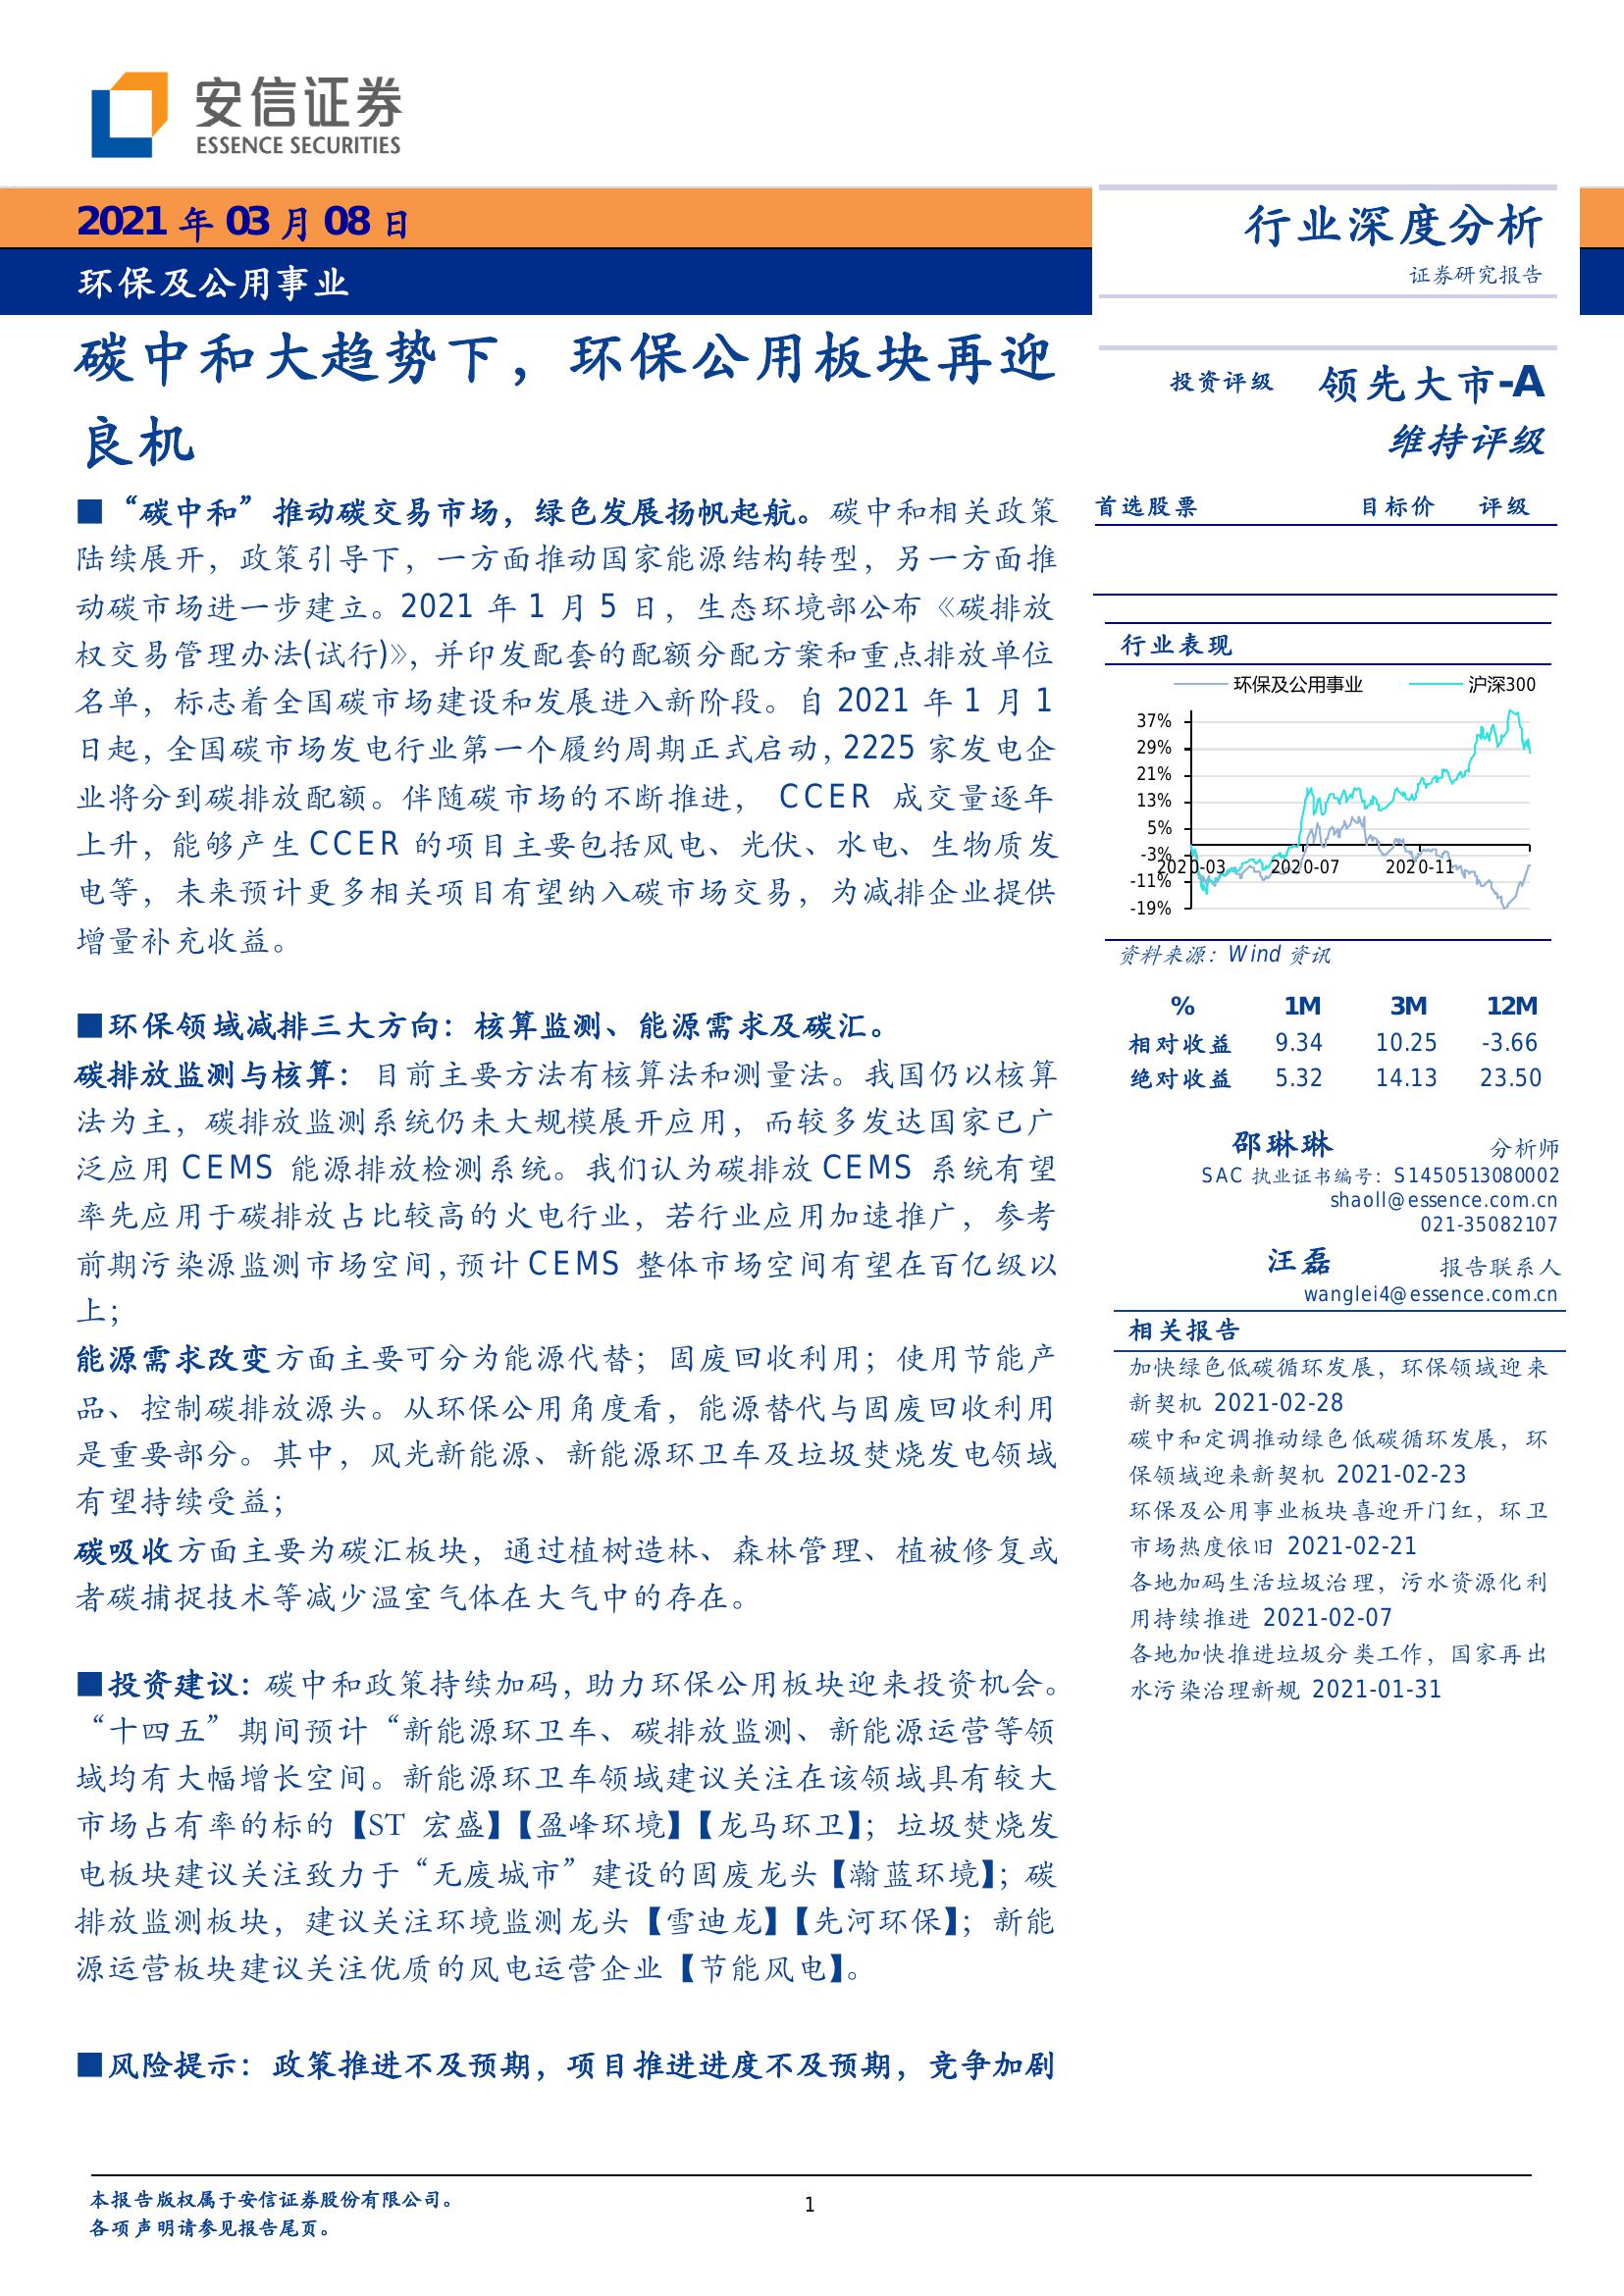 安信证券
ESSENCE SECURITIES
2021 年 03 月 08 日
环保及公用事业
行业深度分析
证券研究报告
碳中和大趋势下，环保公用板块再迎
良机
■“碳中和”推动碳交易市场，绿色发展扬帆起航。碳中和相关政策
陆续展开，政策引导下，一方面推动国家能源结构转型，另一方面推
动碳市场进一步建立。2021 年 1 月 5 日，生态环境部公布《碳排放
权交易管理办法(试行)》，并印发配套的配额分配方案和重点排放单位
名单，标志着全国碳市场建设和发展进入新阶段。自 2021 年 1 月 1
日起，全国碳市场发电行业第一个履约周期正式启动，2225 家发电企
业将分到碳排放配额。伴随碳市场的不断推进， CCER 成交量逐年
上升，能够产生 CCER 的项目主要包括风电、光伏、水电、生物质发
电等，未来预计更多相关项目有望纳入碳市场交易，为减排企业提供
增量补充收益。
■环保领域减排三大方向：核算监测、能源需求及碳汇。
碳排放监测与核算：目前主要方法有核算法和测量法。我国仍以核算
法为主，碳排放监测系统仍未大规模展开应用，而较多发达国家已广
泛应用 CEMS 能源排放检测系统。我们认为碳排放 CEMS 系统有望
率先应用于碳排放占比较高的火电行业，若行业应用加速推广，参考
前期污染源监测市场空间，预计 CEMS 整体市场空间有望在百亿级以
上；
能源需求改变方面主要可分为能源代替；固废回收利用；使用节能产
品、控制碳排放源头。从环保公用角度看，能源替代与固废回收利用
是重要部分。其中，风光新能源、新能源环卫车及垃圾焚烧发电领域
有望持续受益；
碳吸收方面主要为碳汇板块，通过植树造林、森林管理、植被修复或
者碳捕捉技术等减少温室气体在大气中的存在。
■投资建议：碳中和政策持续加码，助力环保公用板块迎来投资机会。
“十四五”期间预计“新能源环卫车、碳排放监测、新能源运营等领
域均有大幅增长空间。新能源环卫车领域建议关注在该领域具有较大
市场占有率的标的【ST 宏盛】【盈峰环境】【龙马环卫】；垃圾焚烧发
电板块建议关注致力于“无废城市”建设的固废龙头【瀚蓝环境】；碳
排放监测板块，建议关注环境监测龙头【雪迪龙】【先河环保】；新能
源运营板块建议关注优质的风电运营企业【节能风电】。
■风险提示：政策推进不及预期，项目推进进度不及预期，竞争加剧
投资评级 领先大市-A
维持评级
首选股票 目标价 评级
行业表现
环保及公用事业 沪深300
37%
29%
21%
13%
5%
-3%
-11%
-19%
2020-03 2020-07 2020-11
资料来源：Wind 资讯
% 1M 3M 12M
相对收益 9.34 10.25 -3.66
绝对收益 5.32 14.13 23.50
邵琳琳 分析师
SAC 执业证书编号：S1450513080002
shaoll@essence.com.cn
021-35082107
汪磊 报告联系人
wanglei4@essence.com.cn
相关报告
加快绿色低碳循环发展，环保领域迎来
新契机 2021-02-28
碳中和定调推动绿色低碳循环发展，环
保领域迎来新契机 2021-02-23
环保及公用事业板块喜迎开门红，环卫
市场热度依旧 2021-02-21
各地加码生活垃圾治理，污水资源化利
用持续推进 2021-02-07
各地加快推进垃圾分类工作，国家再出
水污染治理新规 2021-01-31
本报告版权属于安信证券股份有限公司。
各项声明请参见报告尾页。
1